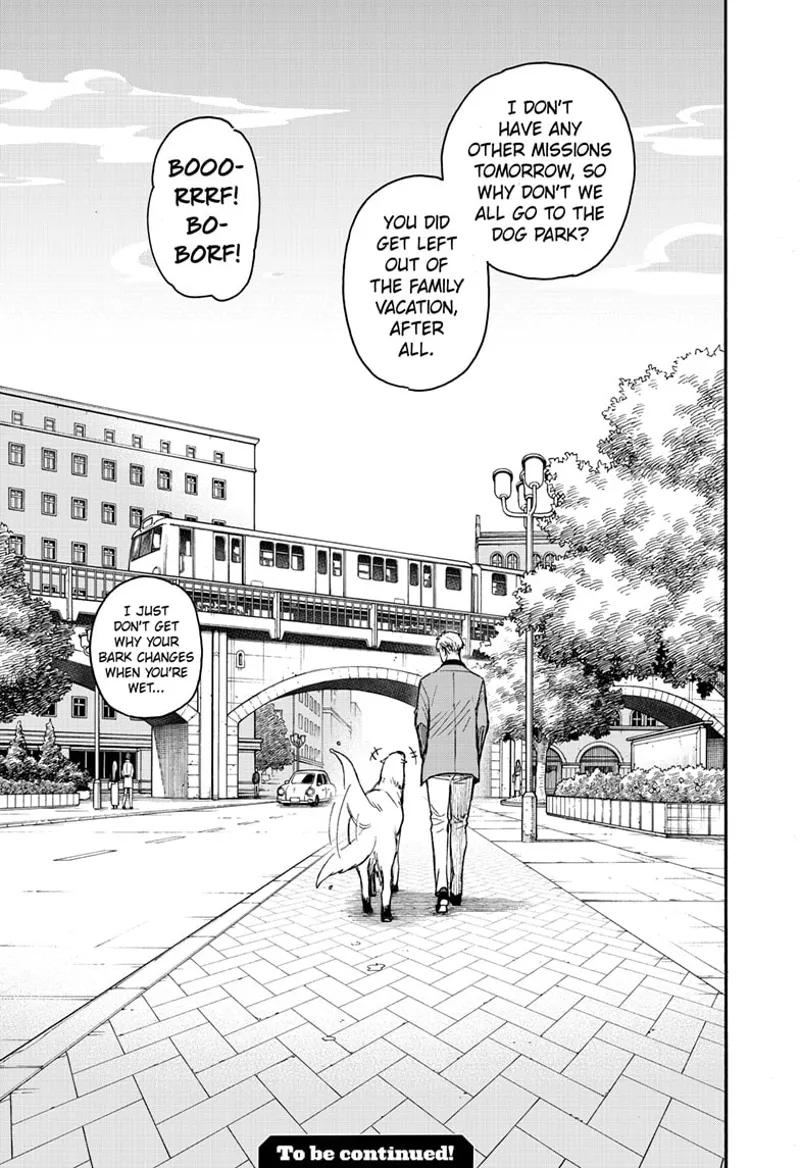 I DON'T
HAVE ANY
OTHER MISSIONS
TOMORROW, SO
WHY DON'T WE
ALL GO TO THE
DOG PARK?
YOU DID
GET LEFT
OUT OF
THE FAMILY
VACATION,
AFTER
ALL.
BOOO-
RRRF!
BO-
BORF!
I JUST
DON'T GET
WHY YOUR
BARK CHANGES
WHEN YOU'RE
WET...
To be continued!